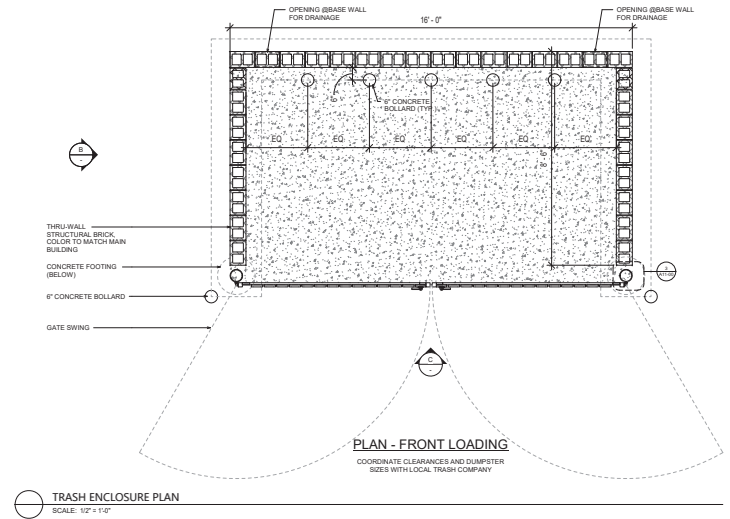 OPENING @BASE WALL
FOR DRAINAGE
16' - 0"
OPENING @BASE WALL
FOR DRAINAGE
6" CONCRETE
BOLLARD (TYP.)
EQ EQ EQ EQ EQ EQ
B
-
THRU-WALL
STRUCTURAL BRICK,
COLOR TO MATCH MAIN
BUILDING
CONCRETE FOOTING
(BELOW)
6" CONCRETE BOLLARD
GATE SWING
C
-
PLAN - FRONT LOADING
COORDINATE CLEARANCES AND DUMPSTER
SIZES WITH LOCAL TRASH COMPANY
TRASH ENCLOSURE PLAN
SCALE: 1/2" = 1'-0"